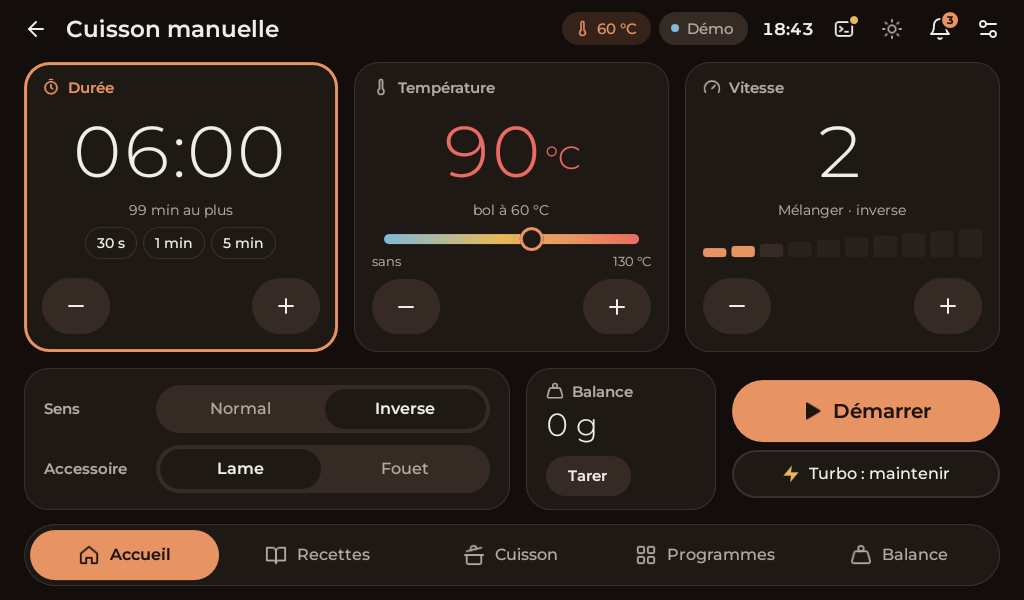 Cuisson manuelle
60 °C
Démo
18:43
3
Durée
06:00
99 min au plus
30 s
1 min
5 min
− +
Température
90 °C
bol à 60 °C
sans
130 °C
− +
Vitesse
2
Mélanger · inverse
− +
Sens
Normal
Inverse
Accessoire
Lame
Fouet
Balance
0 g
Tarer
Démarrer
Turbo : maintenir
Accueil
Recettes
Cuisson
Programmes
Balance